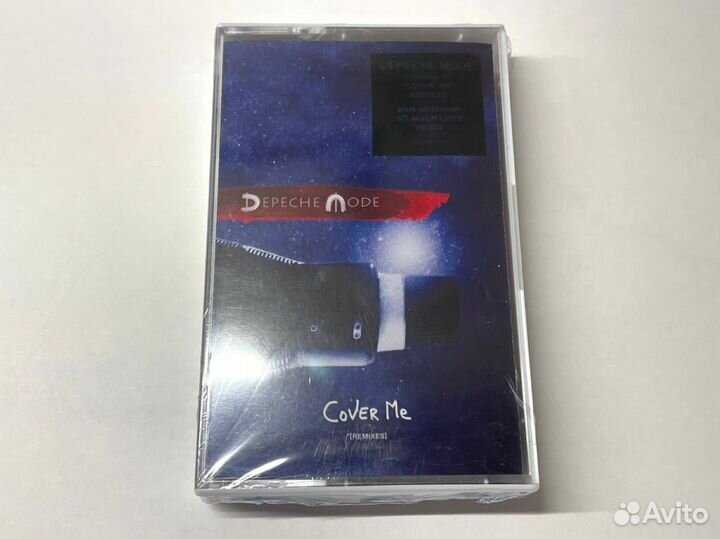 DEPECHE MODE
COVER ME
REMIXES
plus additional
SO MUCH LOVE
REMIX
DEPECHE MODE
COVER Me
[REMIXES]
Avito